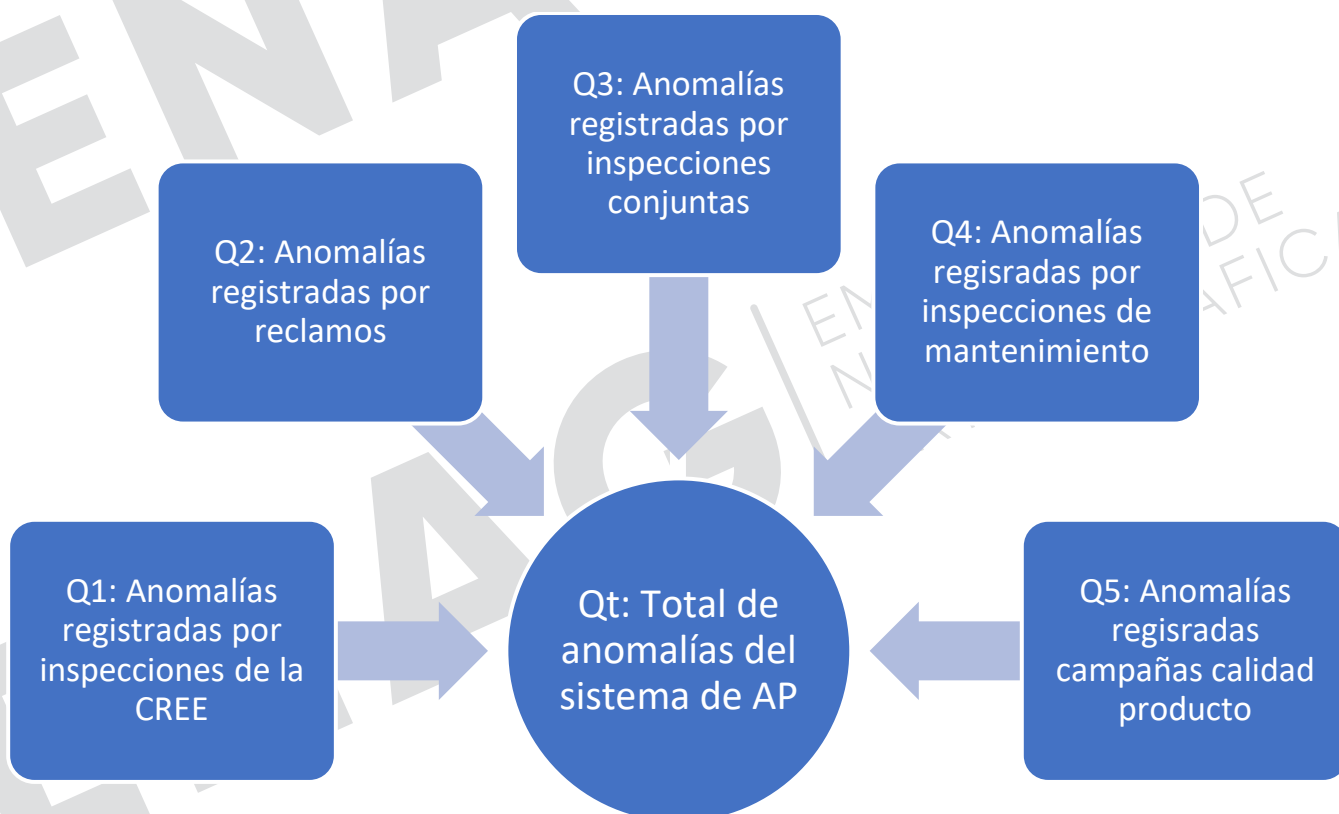 Q3: Anomalías
registradas por
inspecciones
conjuntas
Q2: Anomalías
registradas por
reclamos
Q4: Anomalías
regisradas por
inspecciones de
mantenimiento
Q1: Anomalías
registradas por
inspecciones de la
CREE
Qt: Total de
anomalías del
sistema de AP
Q5: Anomalías
regisradas
campañas calidad
producto
DE